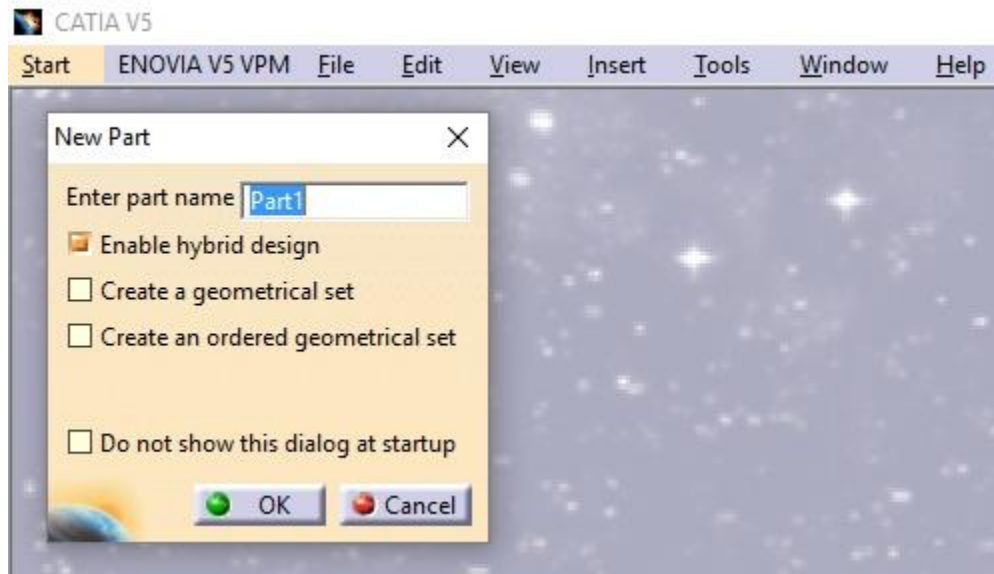 CATIA V5
Start ENOVIA V5 VPM File Edit View Insert Tools Window Help
New Part
Enter part name Part1
Enable hybrid design
Create a geometrical set
Create an ordered geometrical set
Do not show this dialog at startup
OK Cancel